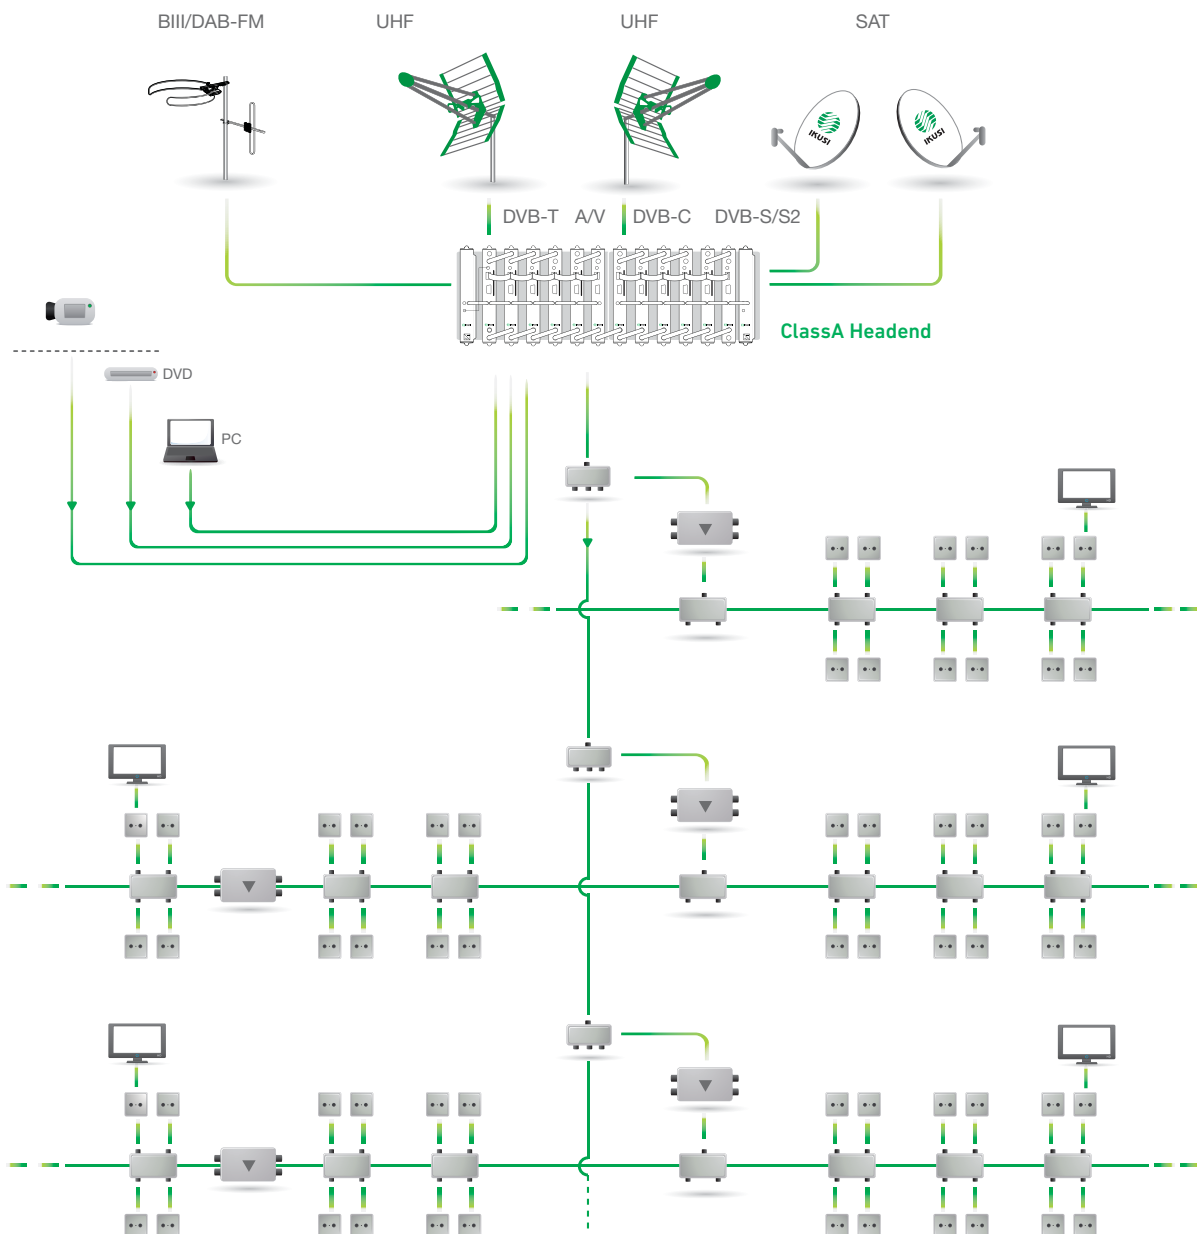 BIII/DAB-FM
UHF
UHF
SAT
IKUSI
IKUSI
DVB-T
A/V
DVB-C
DVB-S/S2
ClassA Headend
DVD
PC